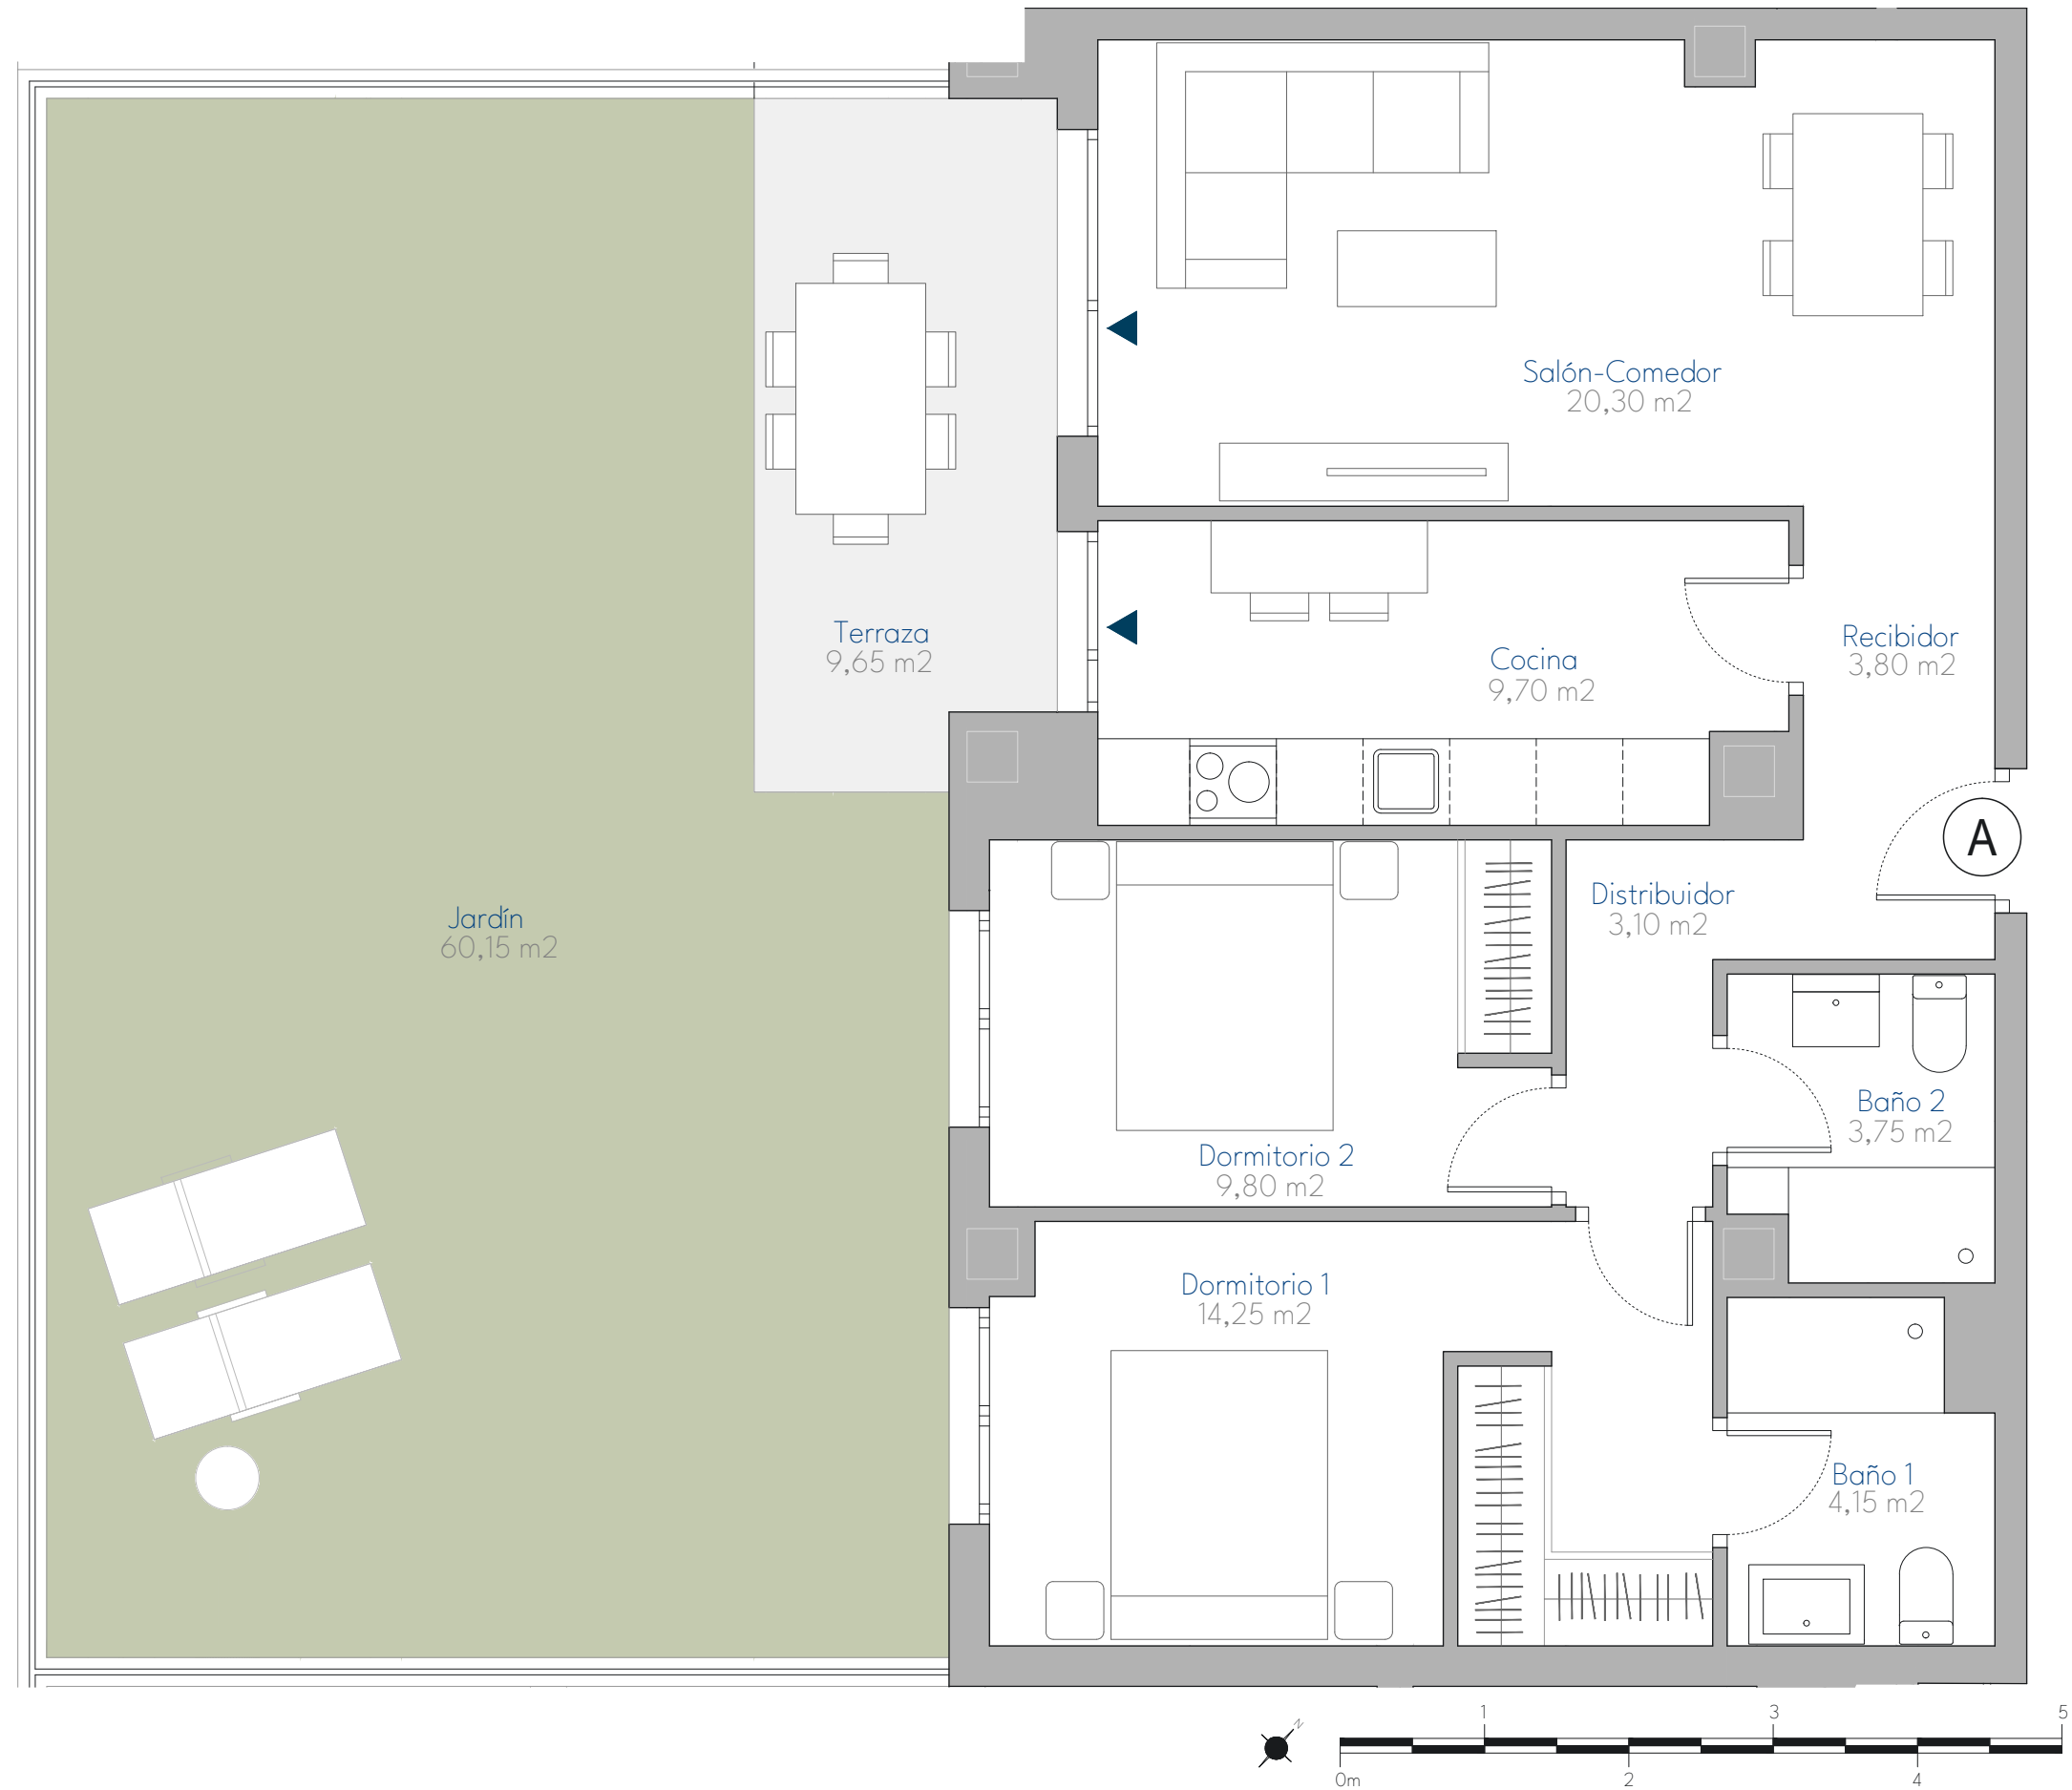 Salón-Comedor
20,30 m2
Terraza
9,65 m2
Cocina
9,70 m2
Recibidor
3,80 m2
A
Distribuidor
3,10 m2
Jardín
60,15 m2
Baño 2
3,75 m2
Dormitorio 2
9,80 m2
Dormitorio 1
14,25 m2
Baño 1
4,15 m2
N
1 3 5
0m 2 4